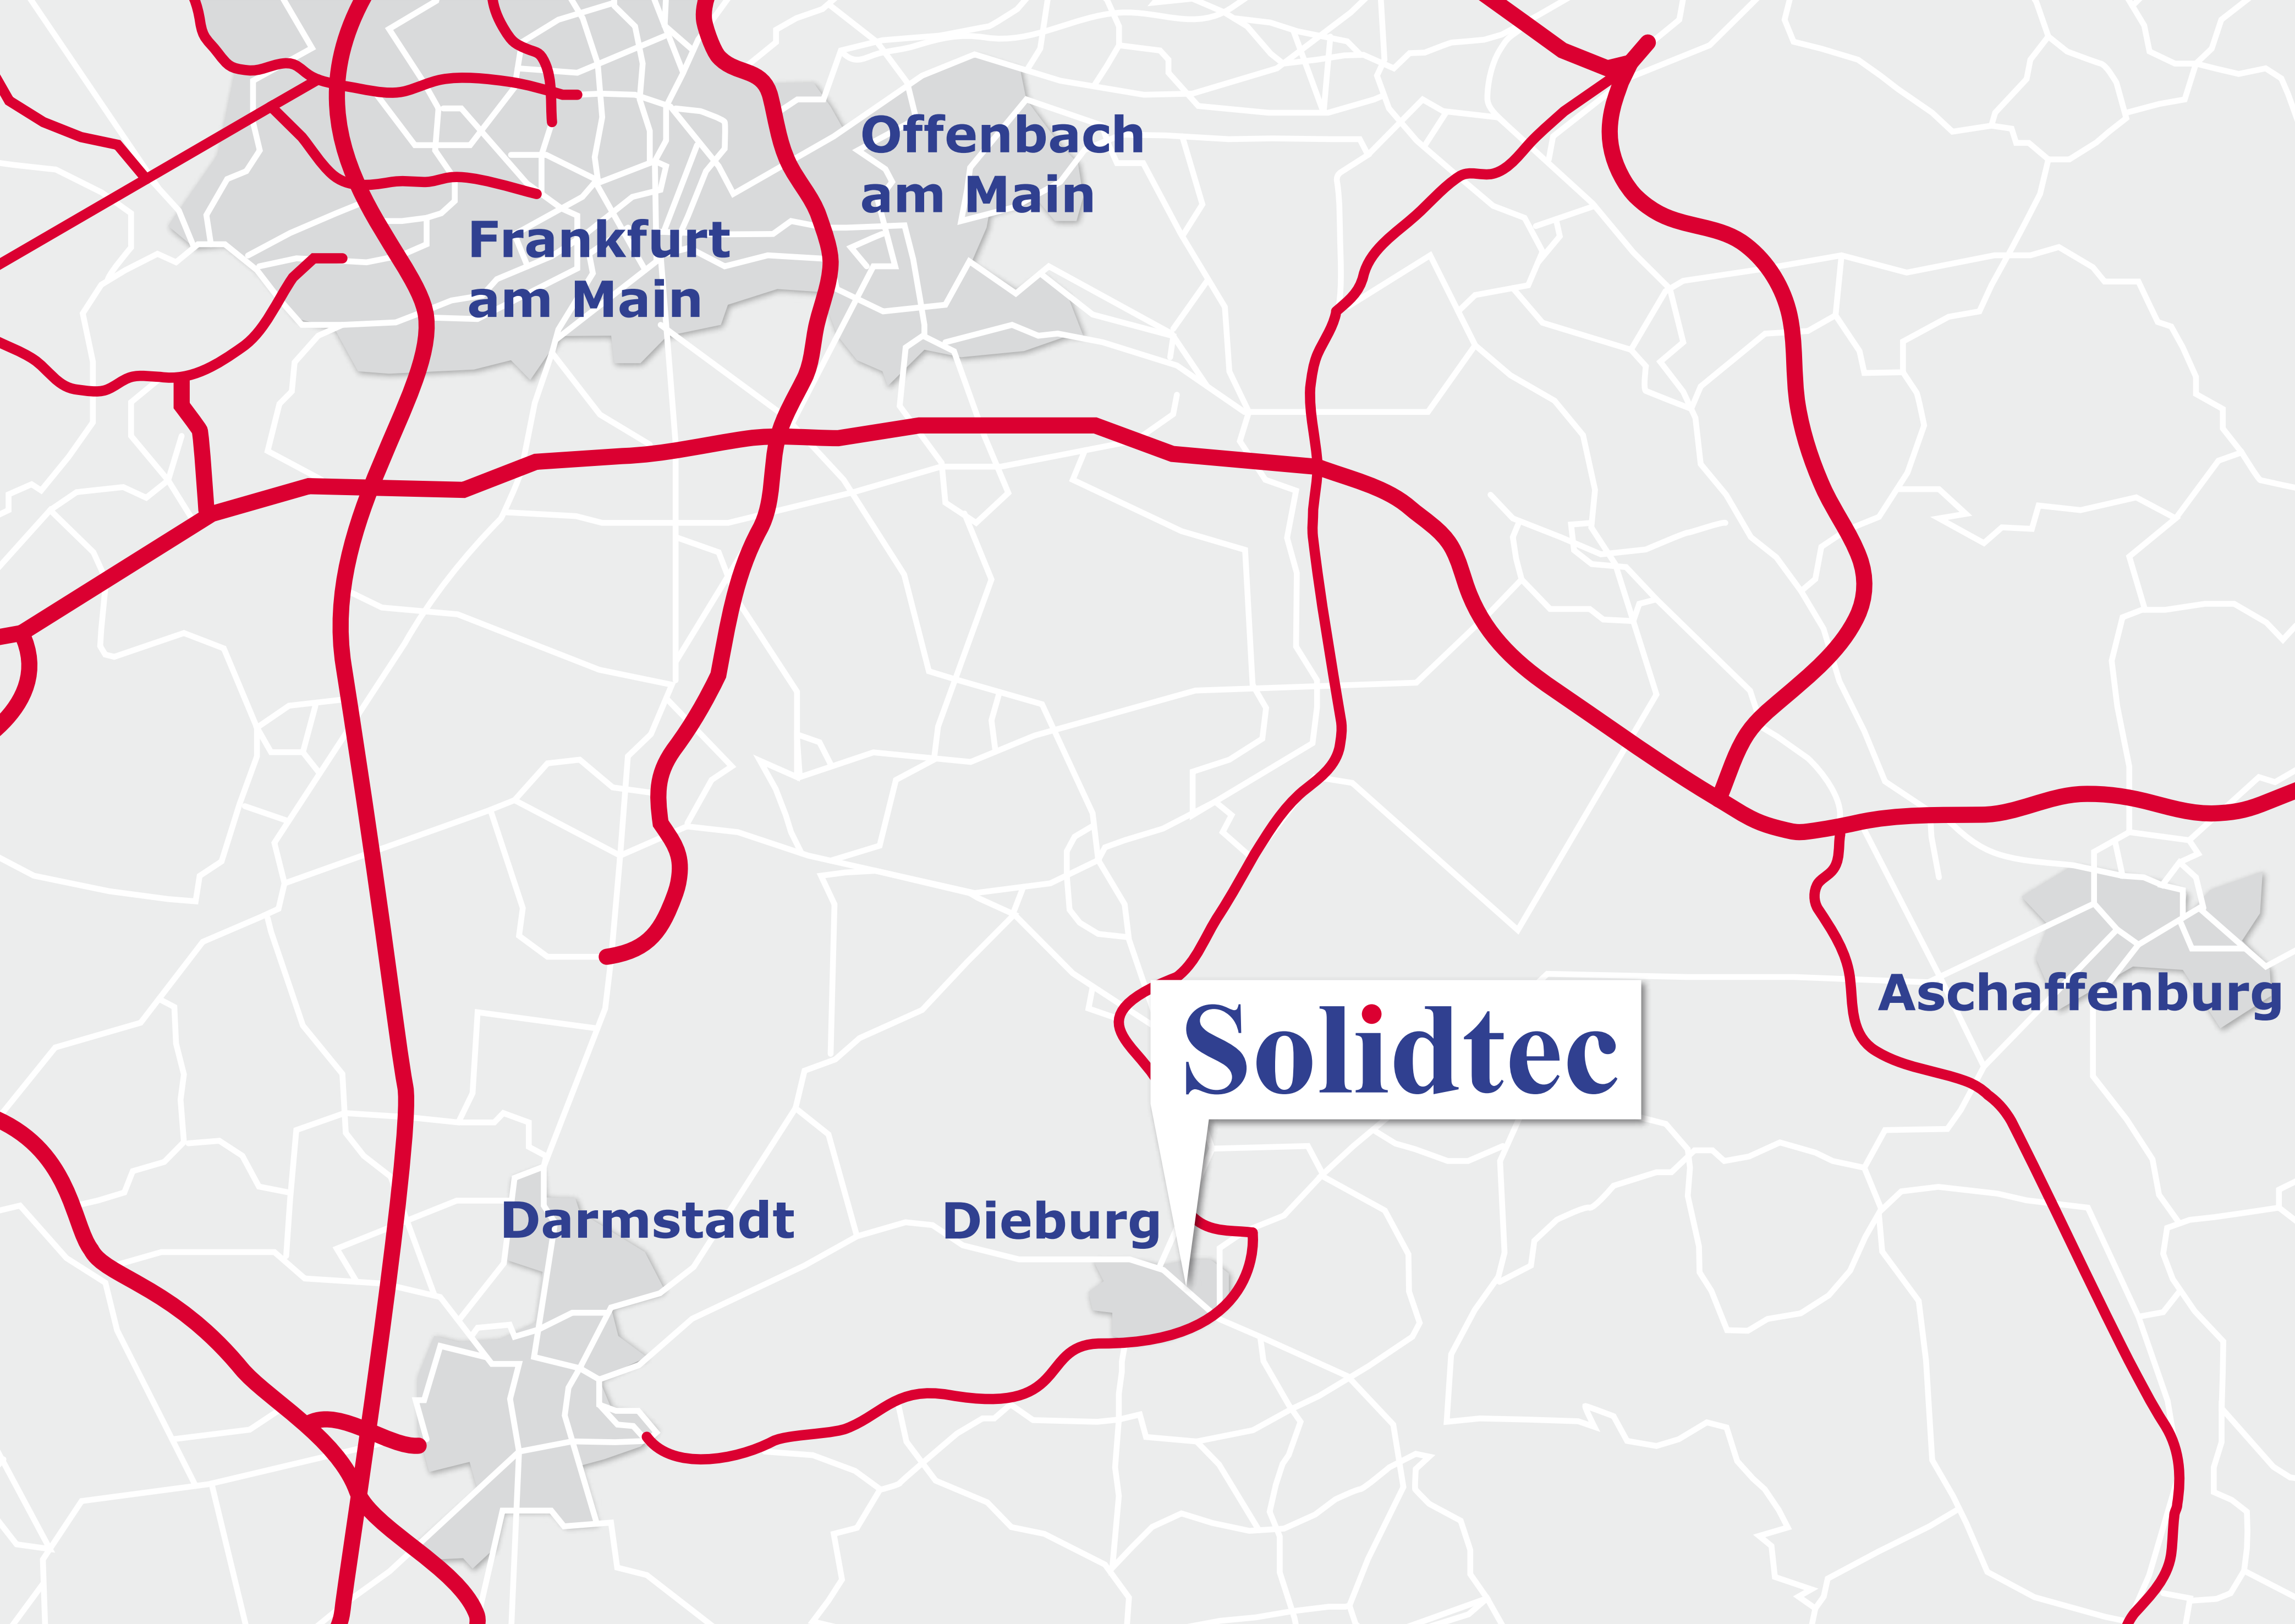 Offenbach
am Main
Frankfurt
am Main
Aschaffenburg
Solidtec
Darmstadt
Dieburg